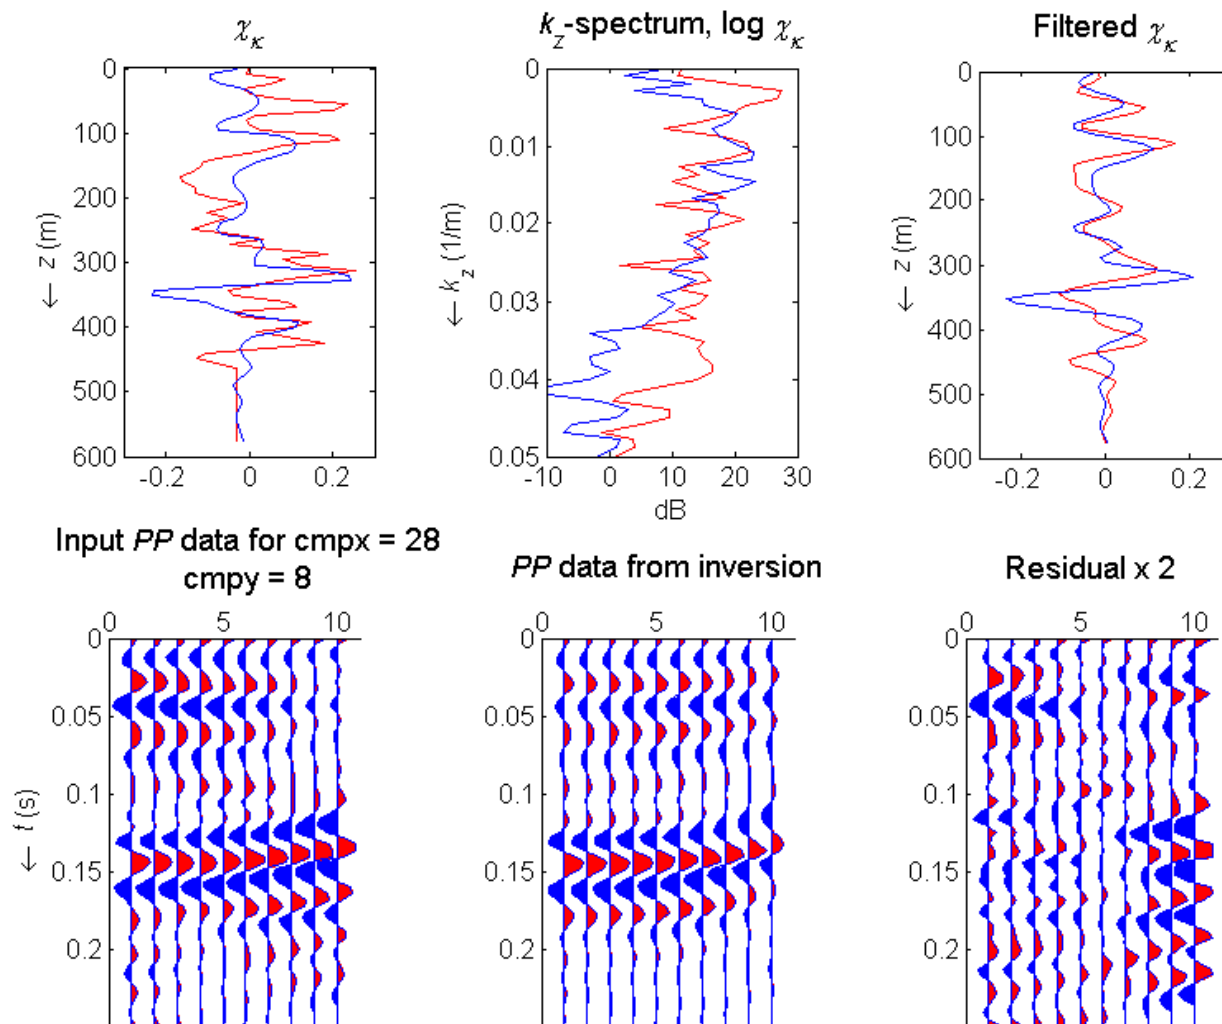 χκ
kz-spectrum, log χκ
Filtered χκ
0
100
200
300
400
500
600
-0.2 0 0.2
← z (m)
0
0.01
0.02
0.03
0.04
0.05
-10 0 10 20 30
dB
← kz (1/m)
0
100
200
300
400
500
600
-0.2 0 0.2
← z (m)
Input PP data for cmpx = 28
cmpy = 8
PP data from inversion
Residual x 2
0 5 10
0
0.05
0.1
0.15
0.2
← t (s)
0 5 10
0
0.05
0.1
0.15
0.2
0 5 10
0
0.05
0.1
0.15
0.2